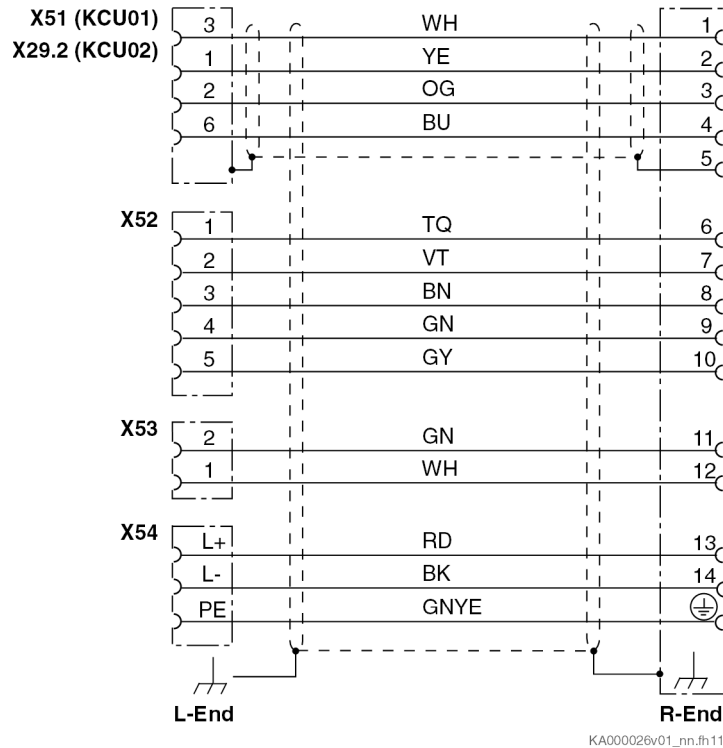 X51 (KCU01) 3 WH 1
X29.2 (KCU02) 1 YE 2
2 OG 3
6 BU 4
5
X52 1 TQ 6
2 VT 7
3 BN 8
4 GN 9
5 GY 10
X53 2 GN 11
1 WH 12
X54 L+ RD 13
L- BK 14
PE GNYE
L-End R-End
KA000026v01_nn.fh11